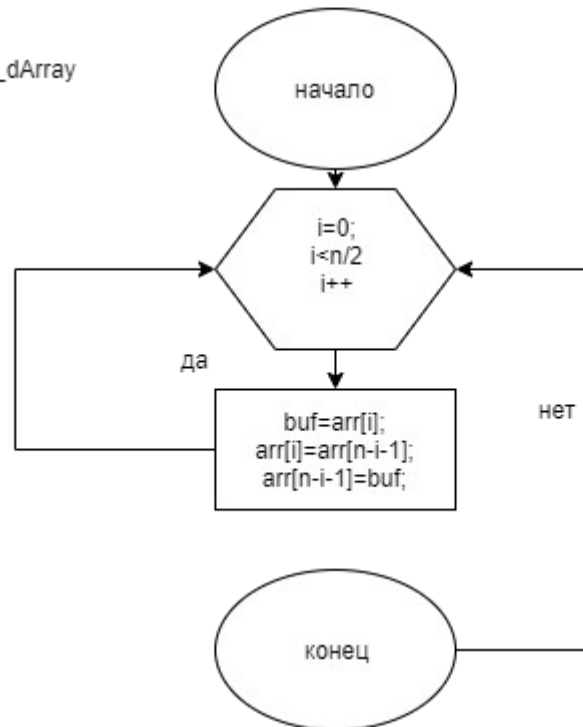 _dArray
начало
i=0;
i<n/2
i++
да
buf=arr[i];
arr[i]=arr[n-i-1];
arr[n-i-1]=buf;
нет
конец